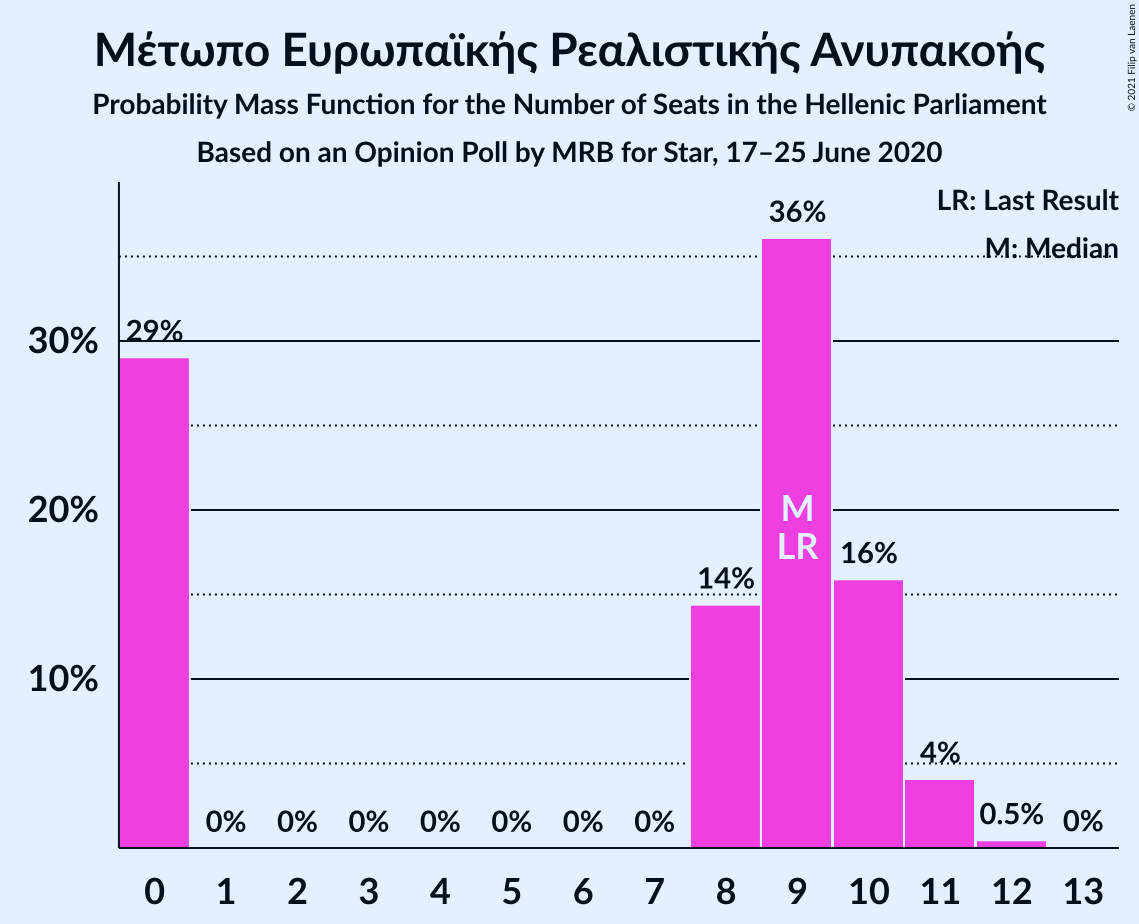 Μέτωπο Ευρωπαϊκής Ρεαλιστικής Ανυπακοής
Probability Mass Function for the Number of Seats in the Hellenic Parliament
Based on an Opinion Poll by MRB for Star, 17–25 June 2020
© 2021 Filip van Laenen
LR: Last Result
M: Median
36%
30%
29%
20%
M
LR
16%
14%
10%
4%
0% 0% 0% 0% 0% 0% 0% 0.5% 0%
0 1 2 3 4 5 6 7 8 9 10 11 12 13